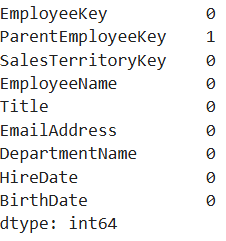 EmployeeKey 0
ParentEmployeeKey 1
SalesTerritoryKey 0
EmployeeName 0
Title 0
EmailAddress 0
DepartmentName 0
HireDate 0
BirthDate 0
dtype: int64